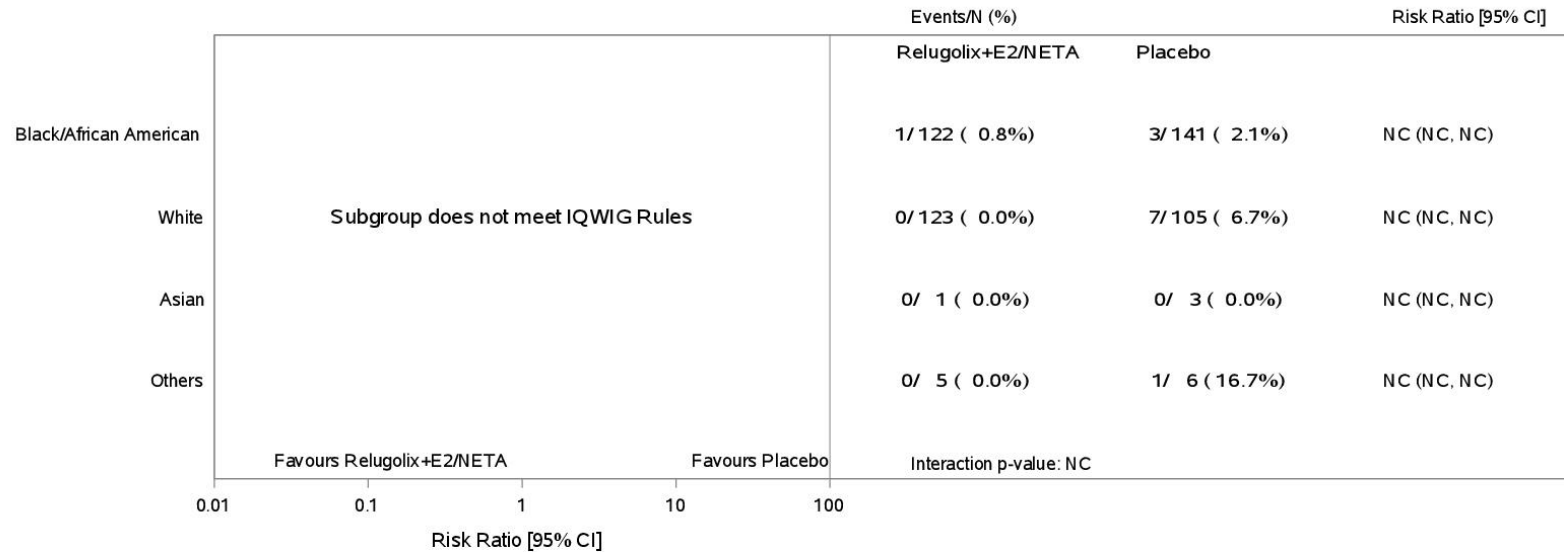 Events/N (%) Risk Ratio [95% CI]
Relugolix+E2/NETA Placebo
Black/African American 1/122 ( 0.8%) 3/141 ( 2.1%) NC (NC, NC)
White Subgroup does not meet IQWIG Rules 0/123 ( 0.0%) 7/105 ( 6.7%) NC (NC, NC)
Asian 0/ 1 ( 0.0%) 0/ 3 ( 0.0%) NC (NC, NC)
Others 0/ 5 ( 0.0%) 1/ 6 (16.7%) NC (NC, NC)
Favours Relugolix+E2/NETA Favours Placebo Interaction p-value: NC
0.01 0.1 1 10 100
Risk Ratio [95% CI]